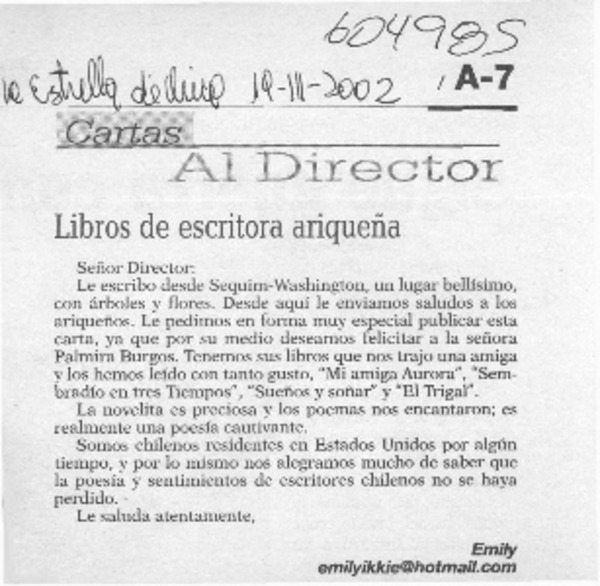 604985
La Estrella de Arica 19-III-2002, A-7
Cartas
Al Director
Libros de escritora ariqueña
Señor Director:
Le escribo desde Sequim-Washington, un lugar bellísimo,
con árboles y flores. Desde aquí le enviamos saludos a los
ariqueños. Le pedimos en forma muy especial publicar esta
carta, ya que por su medio deseamos felicitar a la señora
Palmira Burgos. Tenemos sus libros que nos trajo una amiga
y los hemos leído con tanto gusto, "Mi amiga Aurora", "Sem-
bradío en tres Tiempos", "Sueños y soñar" y "El Trigal".
La novelita es preciosa y los poemas nos encantaron; es
realmente una poesía cautivante.
Somos chilenos residentes en Estados Unidos por algún
tiempo, y por lo mismo nos alegramos mucho de saber que
la poesía y sentimientos de escritores chilenos no se haya
perdido.
Le saluda atentamente,
Emily
emilyikkie@hotmail.com